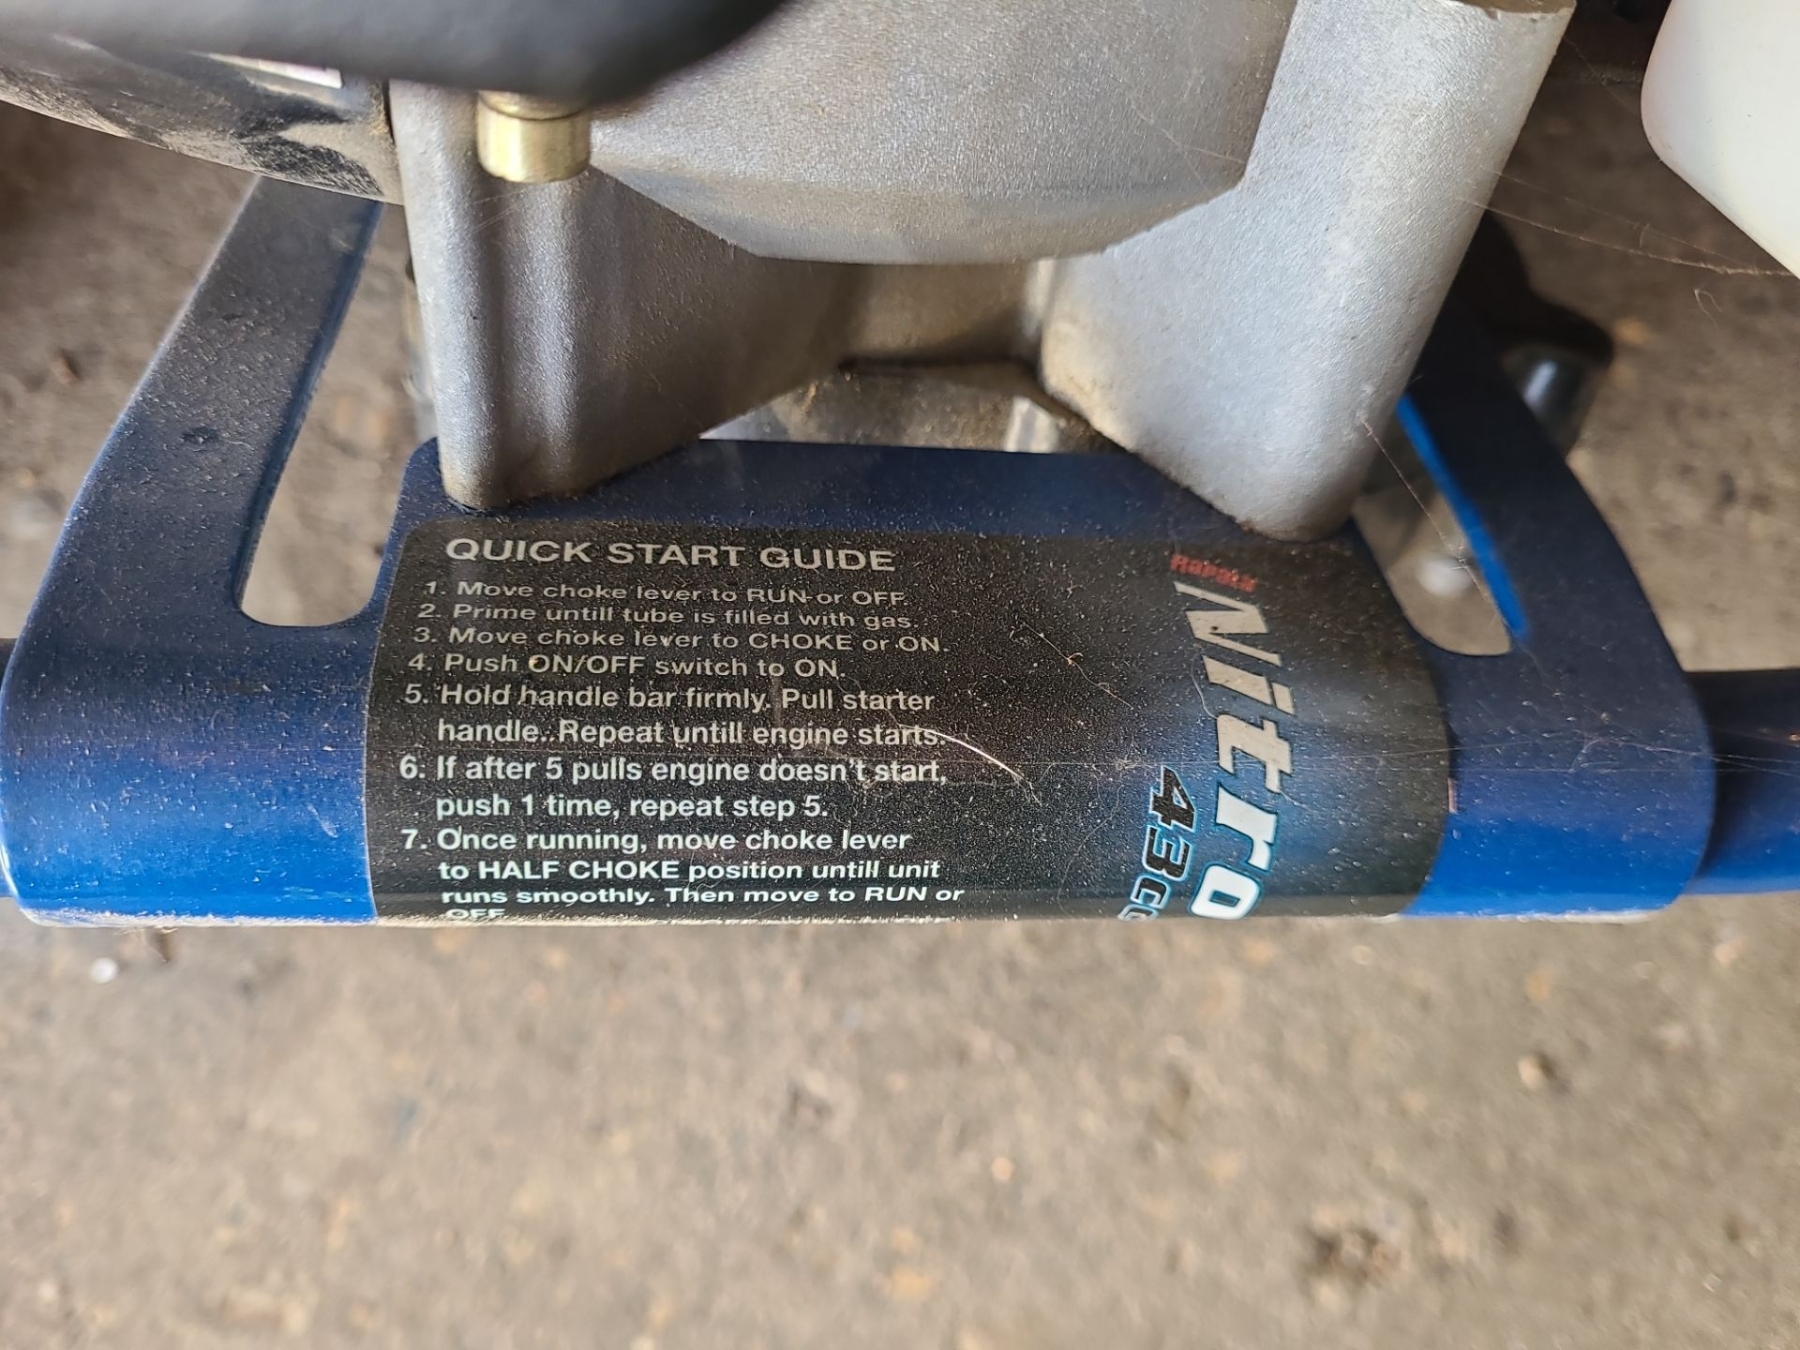 QUICK START GUIDE
1. Move choke lever to RUN or OFF.
2. Prime untill tube is filled with gas.
3. Move choke lever to CHOKE or ON.
4. Push ON/OFF switch to ON.
5. Hold handle bar firmly. Pull starter
handle. Repeat untill engine starts.
6. If after 5 pulls engine doesn't start,
push 1 time, repeat step 5.
7. Once running, move choke lever
to HALF CHOKE position untill unit
runs smoothly. Then move to RUN or
OFF.
Rapala
Nitro
43cc